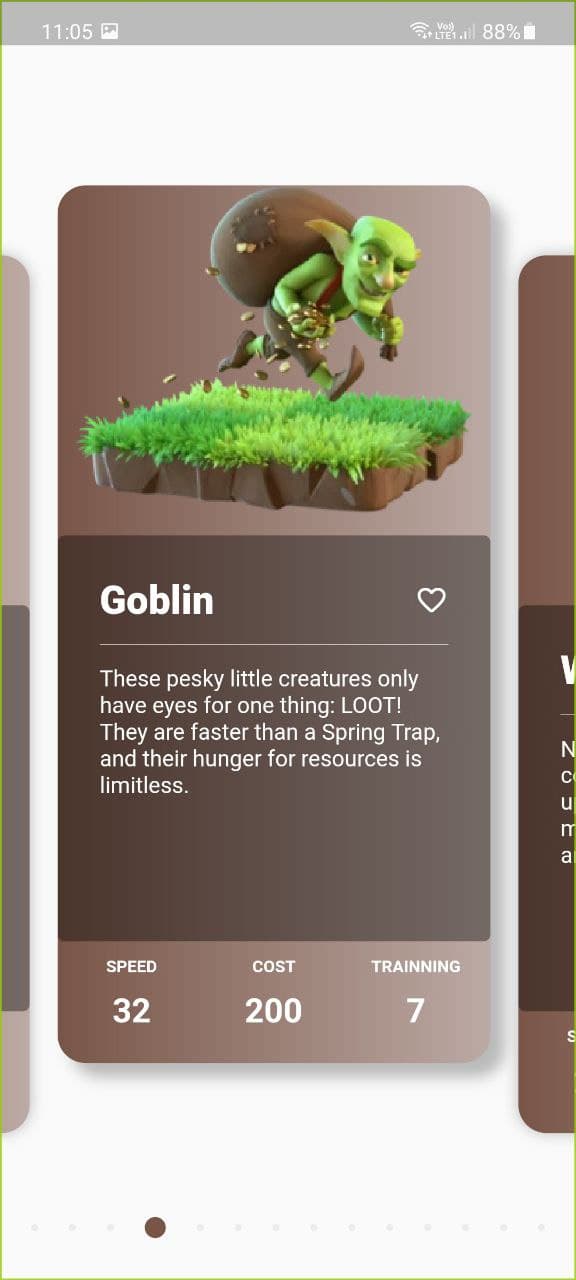 11:05 Vo) LTE1 88%
Goblin
These pesky little creatures only
have eyes for one thing: LOOT!
They are faster than a Spring Trap,
and their hunger for resources is
limitless.
SPEED COST TRAINNING
32 200 7